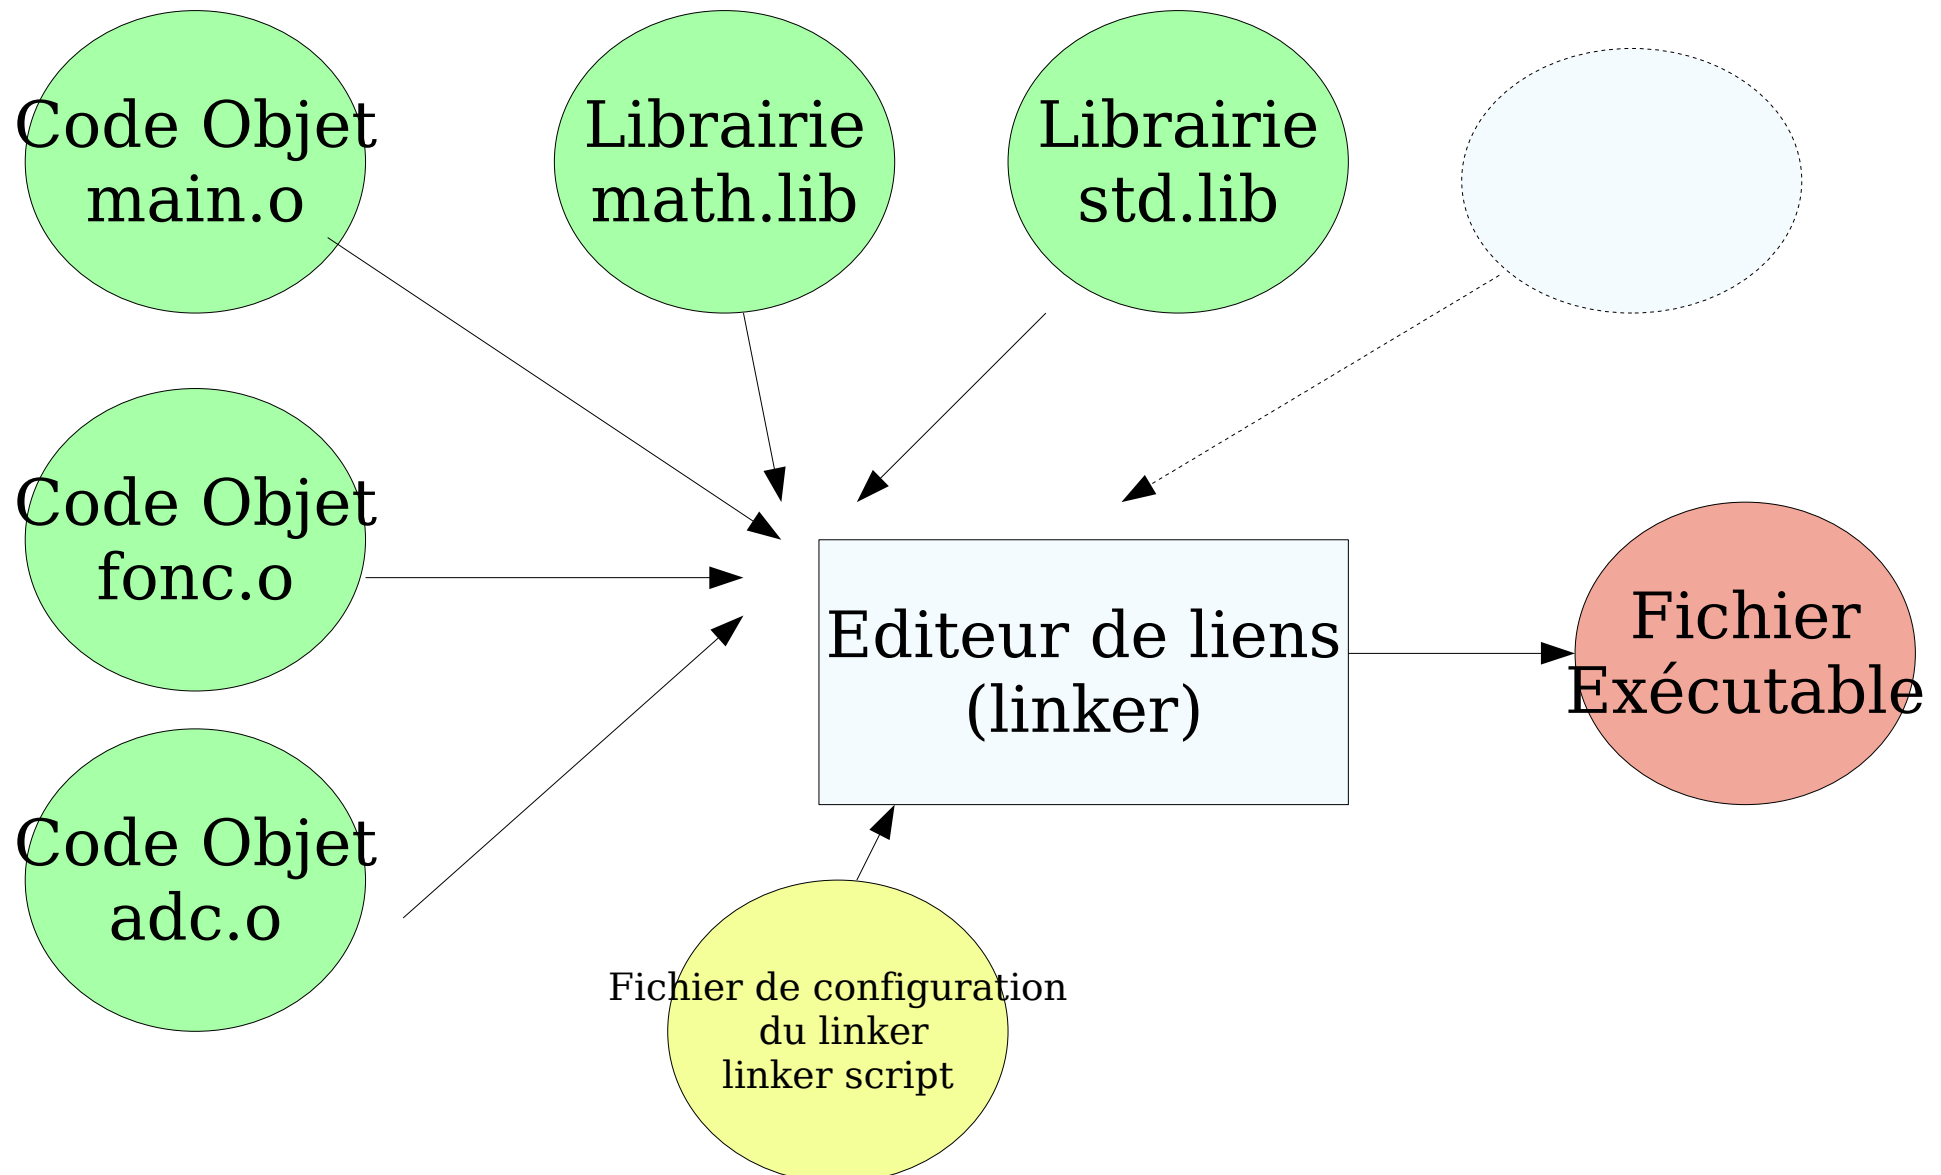 Code Objet
main.o
Librairie
math.lib
Librairie
std.lib
Code Objet
fonc.o
Editeur de liens
(linker)
Fichier
Exécutable
Code Objet
adc.o
Fichier de configuration
du linker
linker script